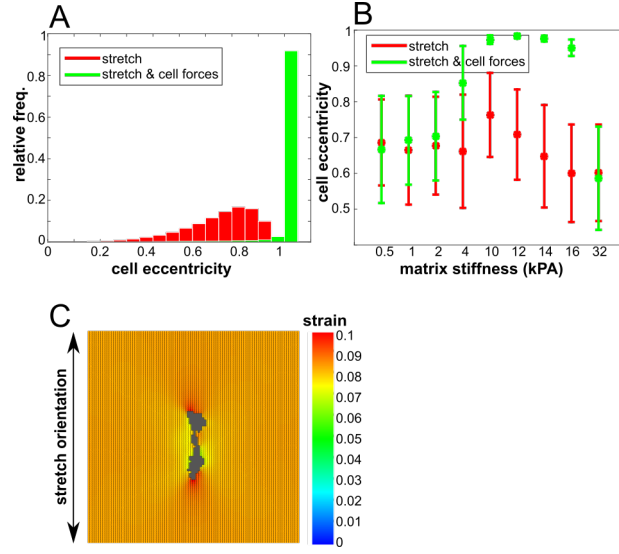 A
stretch
stretch & cell forces
relative freq.
1
0.8
0.6
0.4
0.2
0
0 0.2 0.4 0.6 0.8 1
cell eccentricity
B
stretch
stretch & cell forces
cell eccentricity
1
0.9
0.8
0.7
0.6
0.5
0.5 1 2 4 10 12 14 16 32
matrix stiffness (kPA)
C
stretch orientation
strain
0.1
0.09
0.08
0.07
0.06
0.05
0.04
0.03
0.02
0.01
0